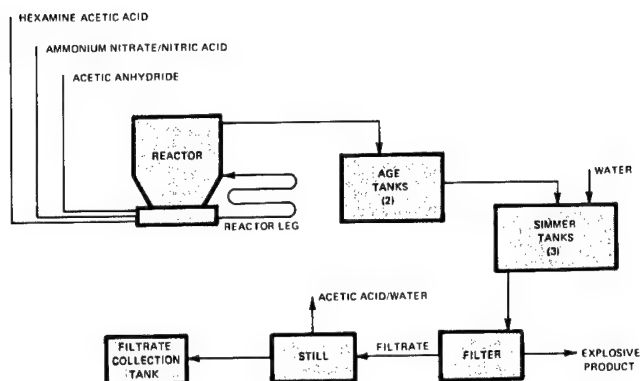 HEXAMINE ACETIC ACID
AMMONIUM NITRATE/NITRIC ACID
ACETIC ANHYDRIDE
REACTOR
REACTOR LEG
AGE
TANKS
(2)
WATER
SIMMER
TANKS
(3)
ACETIC ACID/WATER
FILTRATE
COLLECTION
TANK
STILL
FILTRATE
FILTER
EXPLOSIVE
PRODUCT